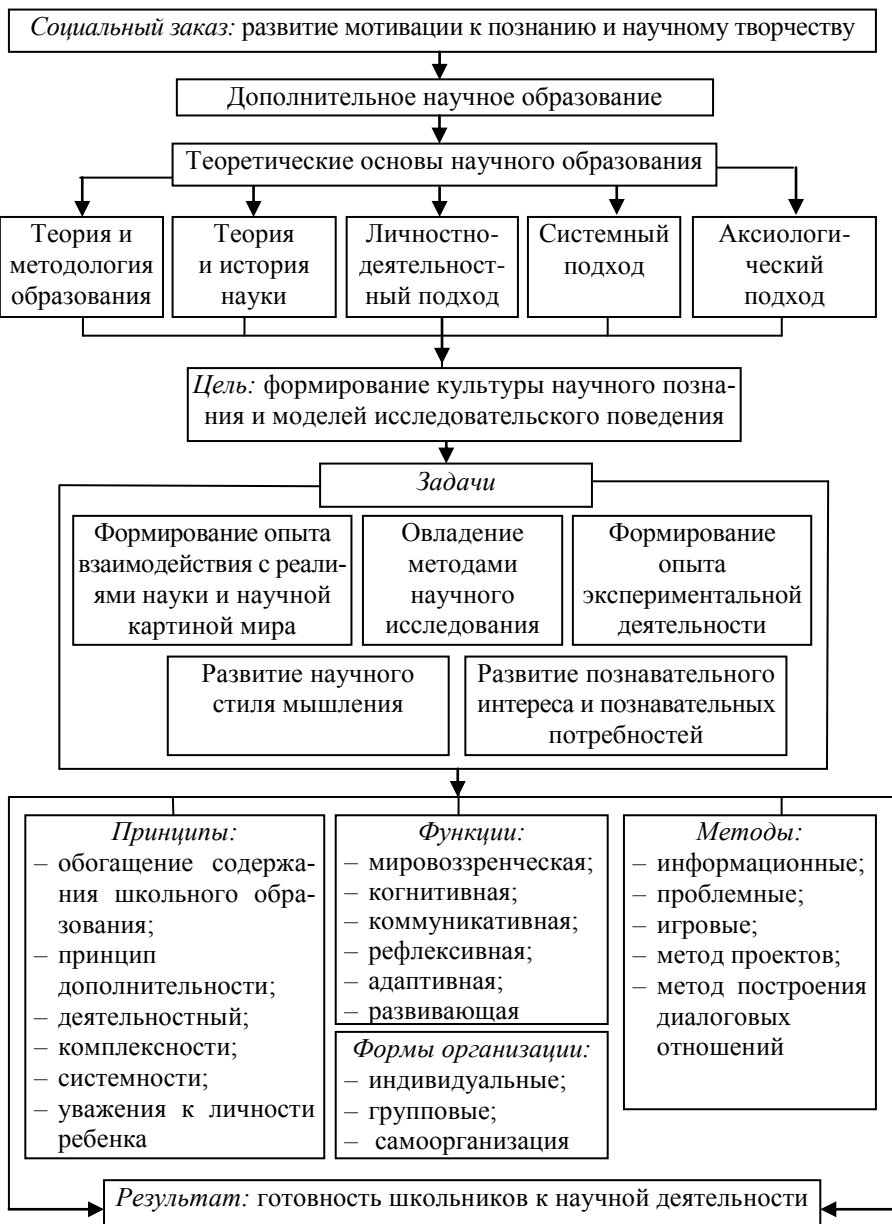 Социальный заказ: развитие мотивации к познанию и научному творчеству
Дополнительное научное образование
Теоретические основы научного образования
Теория и
методология
образования
Теория
и история
науки
Личностно-
деятельност-
ный подход
Системный
подход
Аксиологи-
ческий
подход
Цель: формирование культуры научного позна-
ния и моделей исследовательского поведения
Задачи
Формирование опыта
взаимодействия с реали-
ями науки и научной
картиной мира
Овладение
методами
научного
исследования
Формирование
опыта
экспериментальной
деятельности
Развитие научного
стиля мышления
Развитие познавательного
интереса и познавательных
потребностей
Принципы:
– обогащение содержа-
ния школьного обра-
зования;
– принцип
дополнительности;
– деятельностный;
– комплексности;
– системности;
– уважения к личности
ребенка
Функции:
– мировоззренческая;
– когнитивная;
– коммуникативная;
– рефлексивная;
– адаптивная;
– развивающая
Формы организации:
– индивидуальные;
– групповые;
– самоорганизация
Методы:
– информационные;
– проблемные;
– игровые;
– метод проектов;
– метод построения
диалоговых
отношений
Результат: готовность школьников к научной деятельности